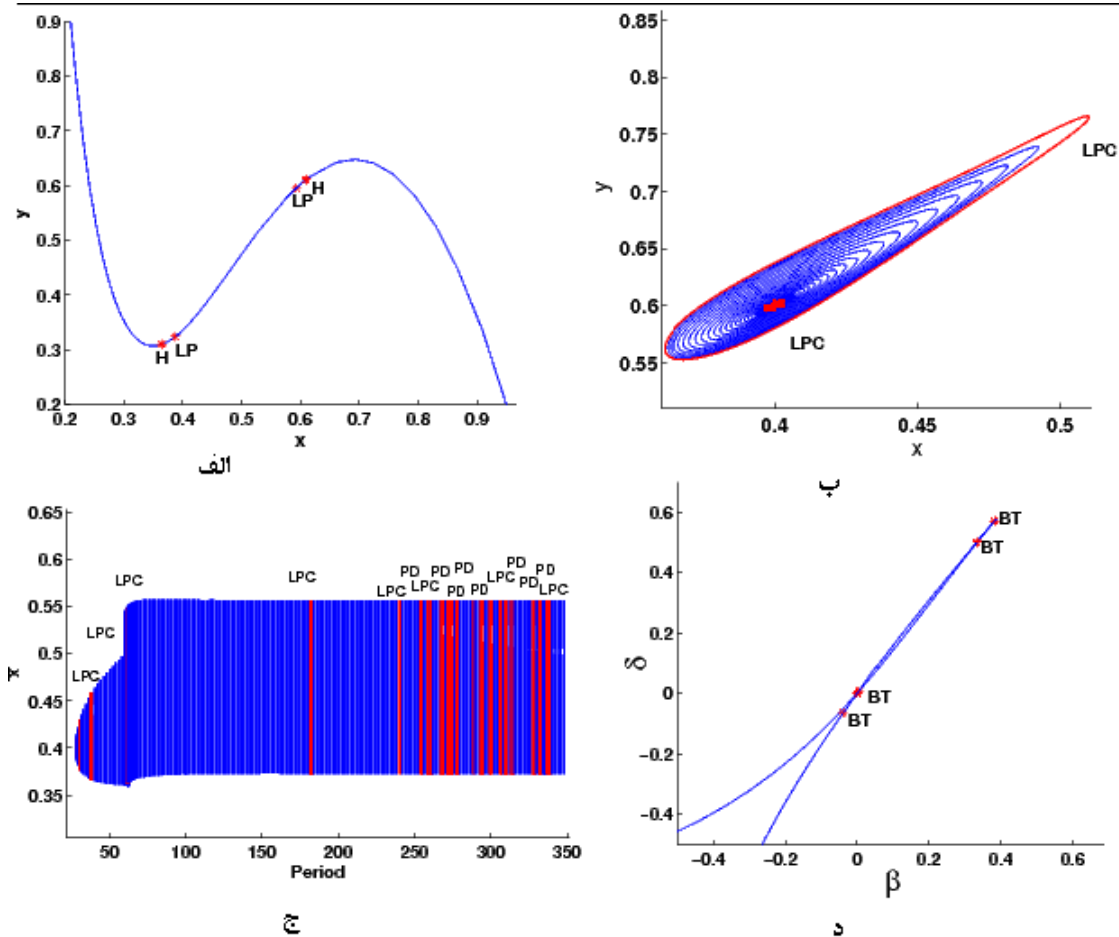 0.9
0.8
0.7
0.6
0.5
0.4
0.3
0.2
y
H
LP
LP
H
0.2 0.3 0.4 0.5 0.6 0.7 0.8 0.9
x
الف
0.85
0.8
0.75
0.7
0.65
0.6
0.55
y
LPC
LPC
0.4 0.45 0.5
x
ب
0.65
0.6
0.55
0.5
0.45
0.4
0.35
x
LPC
LPC
LPC
LPC
LPC
PD
LPC
PD
PD
PD
PD
LPC
PD
PD
PD
LPC
50 100 150 200 250 300 350
Period
ج
0.6
0.4
0.2
0
−0.2
−0.4
δ
BT
BT
BT
BT
−0.4 −0.2 0 0.2 0.4 0.6
β
د